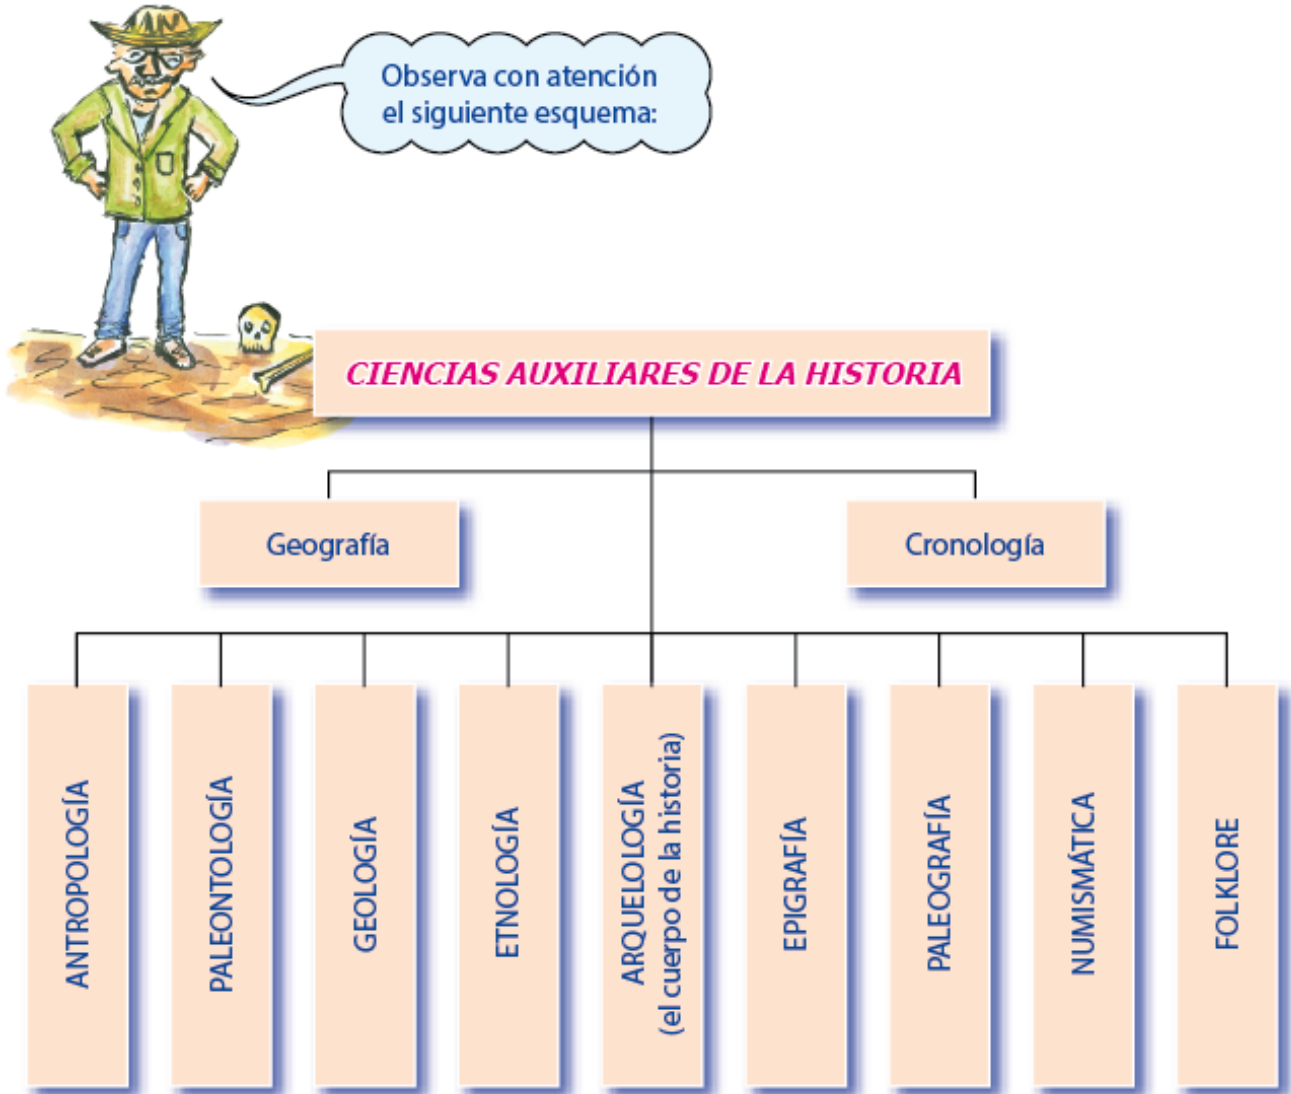 Observa con atención
el siguiente esquema:
CIENCIAS AUXILIARES DE LA HISTORIA
Geografía
Cronología
ANTROPOLOGÍA
PALEONTOLOGÍA
GEOLOGÍA
ETNOLOGÍA
ARQUELOLOGÍA
(el cuerpo de la historia)
EPIGRAFÍA
PALEOGRAFÍA
NUMISMÁTICA
FOLKLORE